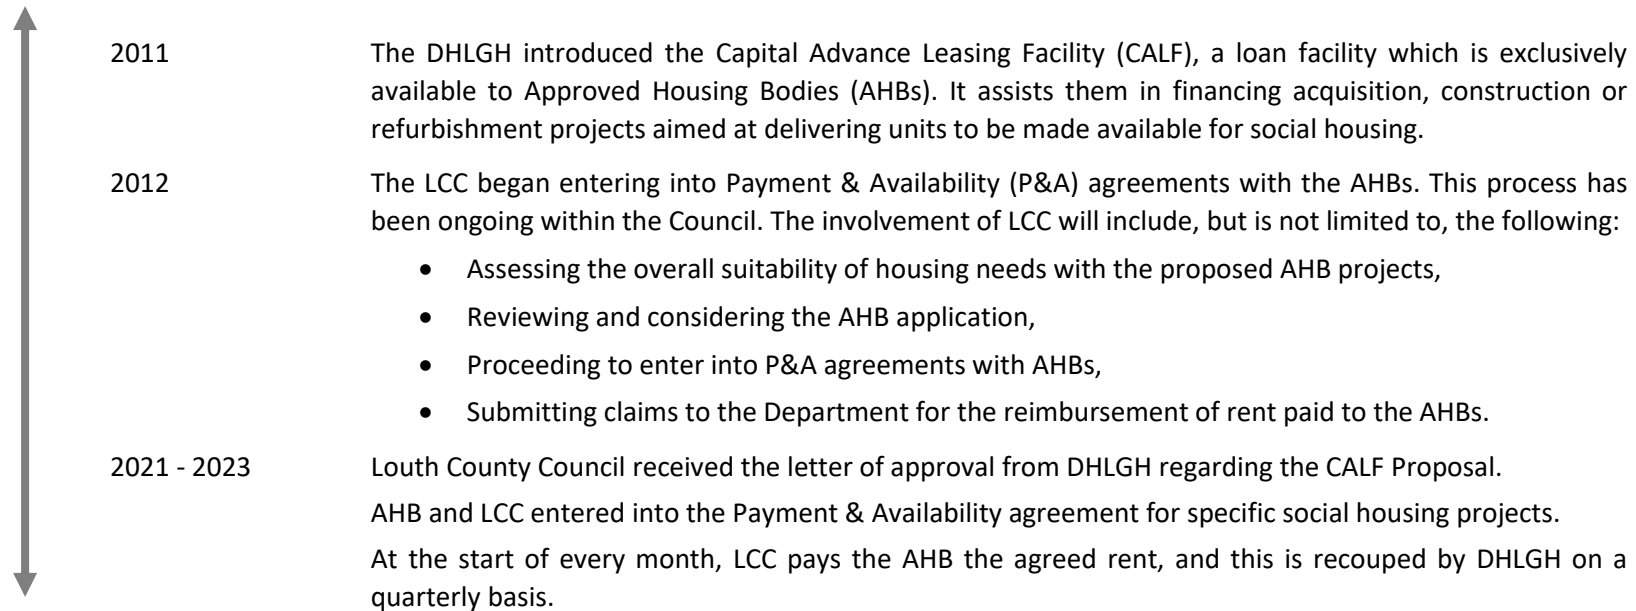 2011 The DHLGH introduced the Capital Advance Leasing Facility (CALF), a loan facility which is exclusively
available to Approved Housing Bodies (AHBs). It assists them in financing acquisition, construction or
refurbishment projects aimed at delivering units to be made available for social housing.
2012 The LCC began entering into Payment & Availability (P&A) agreements with the AHBs. This process has
been ongoing within the Council. The involvement of LCC will include, but is not limited to, the following:
• Assessing the overall suitability of housing needs with the proposed AHB projects,
• Reviewing and considering the AHB application,
• Proceeding to enter into P&A agreements with AHBs,
• Submitting claims to the Department for the reimbursement of rent paid to the AHBs.
2021 - 2023 Louth County Council received the letter of approval from DHLGH regarding the CALF Proposal.
AHB and LCC entered into the Payment & Availability agreement for specific social housing projects.
At the start of every month, LCC pays the AHB the agreed rent, and this is recouped by DHLGH on a
quarterly basis.